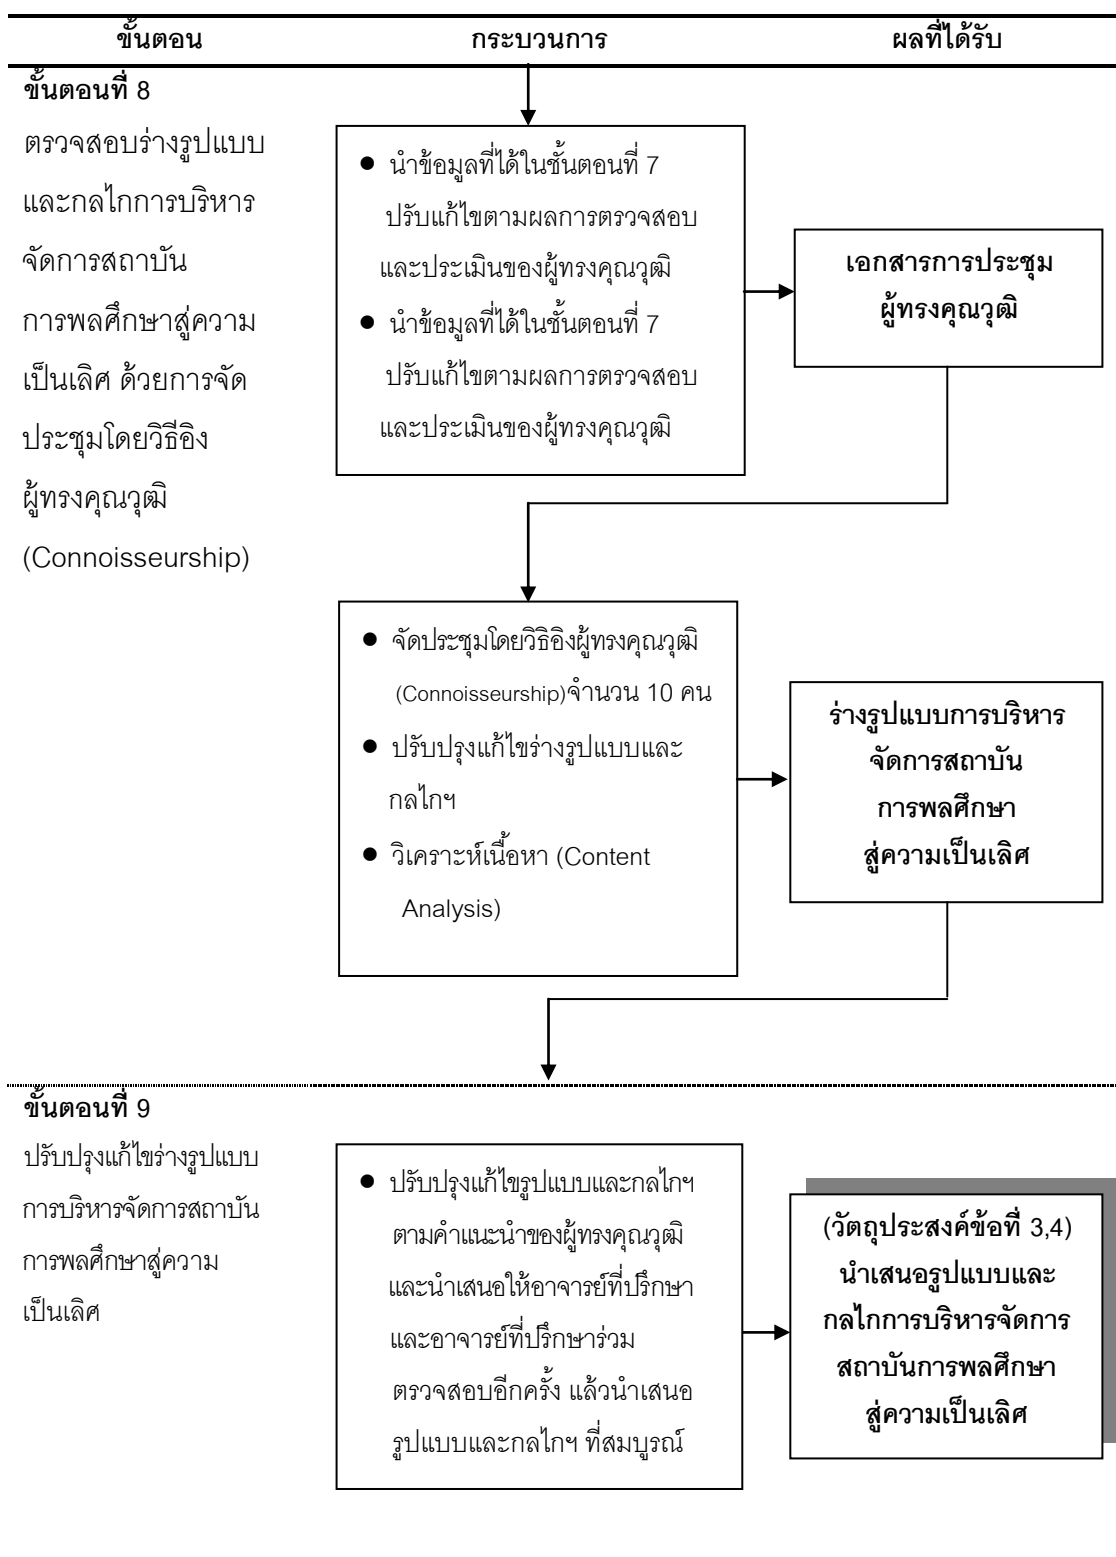 ขั้นตอน กระบวนการ ผลที่ได้รับ
ขั้นตอนที่ 8
ตรวจสอบร่างรูปแบบ
และกลไกการบริหาร
จัดการสถาบัน
การพลศึกษาสู่ความ
เป็นเลิศ ด้วยการจัด
ประชุมโดยวิธีอิง
ผู้ทรงคุณวุฒิ
(Connoisseurship)
● นำข้อมูลที่ได้ในชั้นตอนที่ 7
ปรับแก้ไขตามผลการตรวจสอบ
และประเมินของผู้ทรงคุณวุฒิ
● นำข้อมูลที่ได้ในชั้นตอนที่ 7
ปรับแก้ไขตามผลการตรวจสอบ
และประเมินของผู้ทรงคุณวุฒิ
เอกสารการประชุม
ผู้ทรงคุณวุฒิ
● จัดประชุมโดยวิธิอิงผู้ทรงคุณวุฒิ
(Connoisseurship)จำนวน 10 คน
● ปรับปรุงแก้ไขร่างรูปแบบและ
กลไกฯ
● วิเคราะห์เนื้อหา (Content
Analysis)
ร่างรูปแบบการบริหาร
จัดการสถาบัน
การพลศึกษา
สู่ความเป็นเลิศ
ขั้นตอนที่ 9
ปรับปรุงแก้ไขร่างรูปแบบ
การบริหารจัดการสถาบัน
การพลศึกษาสู่ความ
เป็นเลิศ
● ปรับปรุงแก้ไขรูปแบบและกลไกฯ
ตามคำแนะนำของผู้ทรงคุณวุฒิ
และนำเสนอให้อาจารย์ที่ปรึกษา
และอาจารย์ที่ปรึกษาร่วม
ตรวจสอบอีกครั้ง แล้วนำเสนอ
รูปแบบและกลไกฯ ที่สมบูรณ์
(วัตถุประสงค์ข้อที่ 3,4)
นำเสนอรูปแบบและ
กลไกการบริหารจัดการ
สถาบันการพลศึกษา
สู่ความเป็นเลิศ